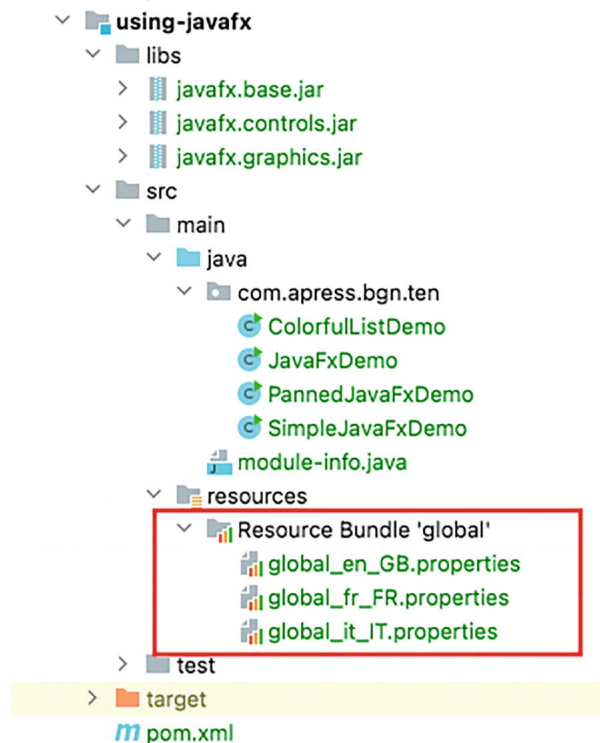 using-javafx
libs
javafx.base.jar
javafx.controls.jar
javafx.graphics.jar
src
main
java
com.apress.bgn.ten
C ColorfulListDemo
C JavaFxDemo
C PannedJavaFxDemo
C SimpleJavaFxDemo
J module-info.java
resources
Resource Bundle 'global'
global_en_GB.properties
global_fr_FR.properties
global_it_IT.properties
test
target
m pom.xml